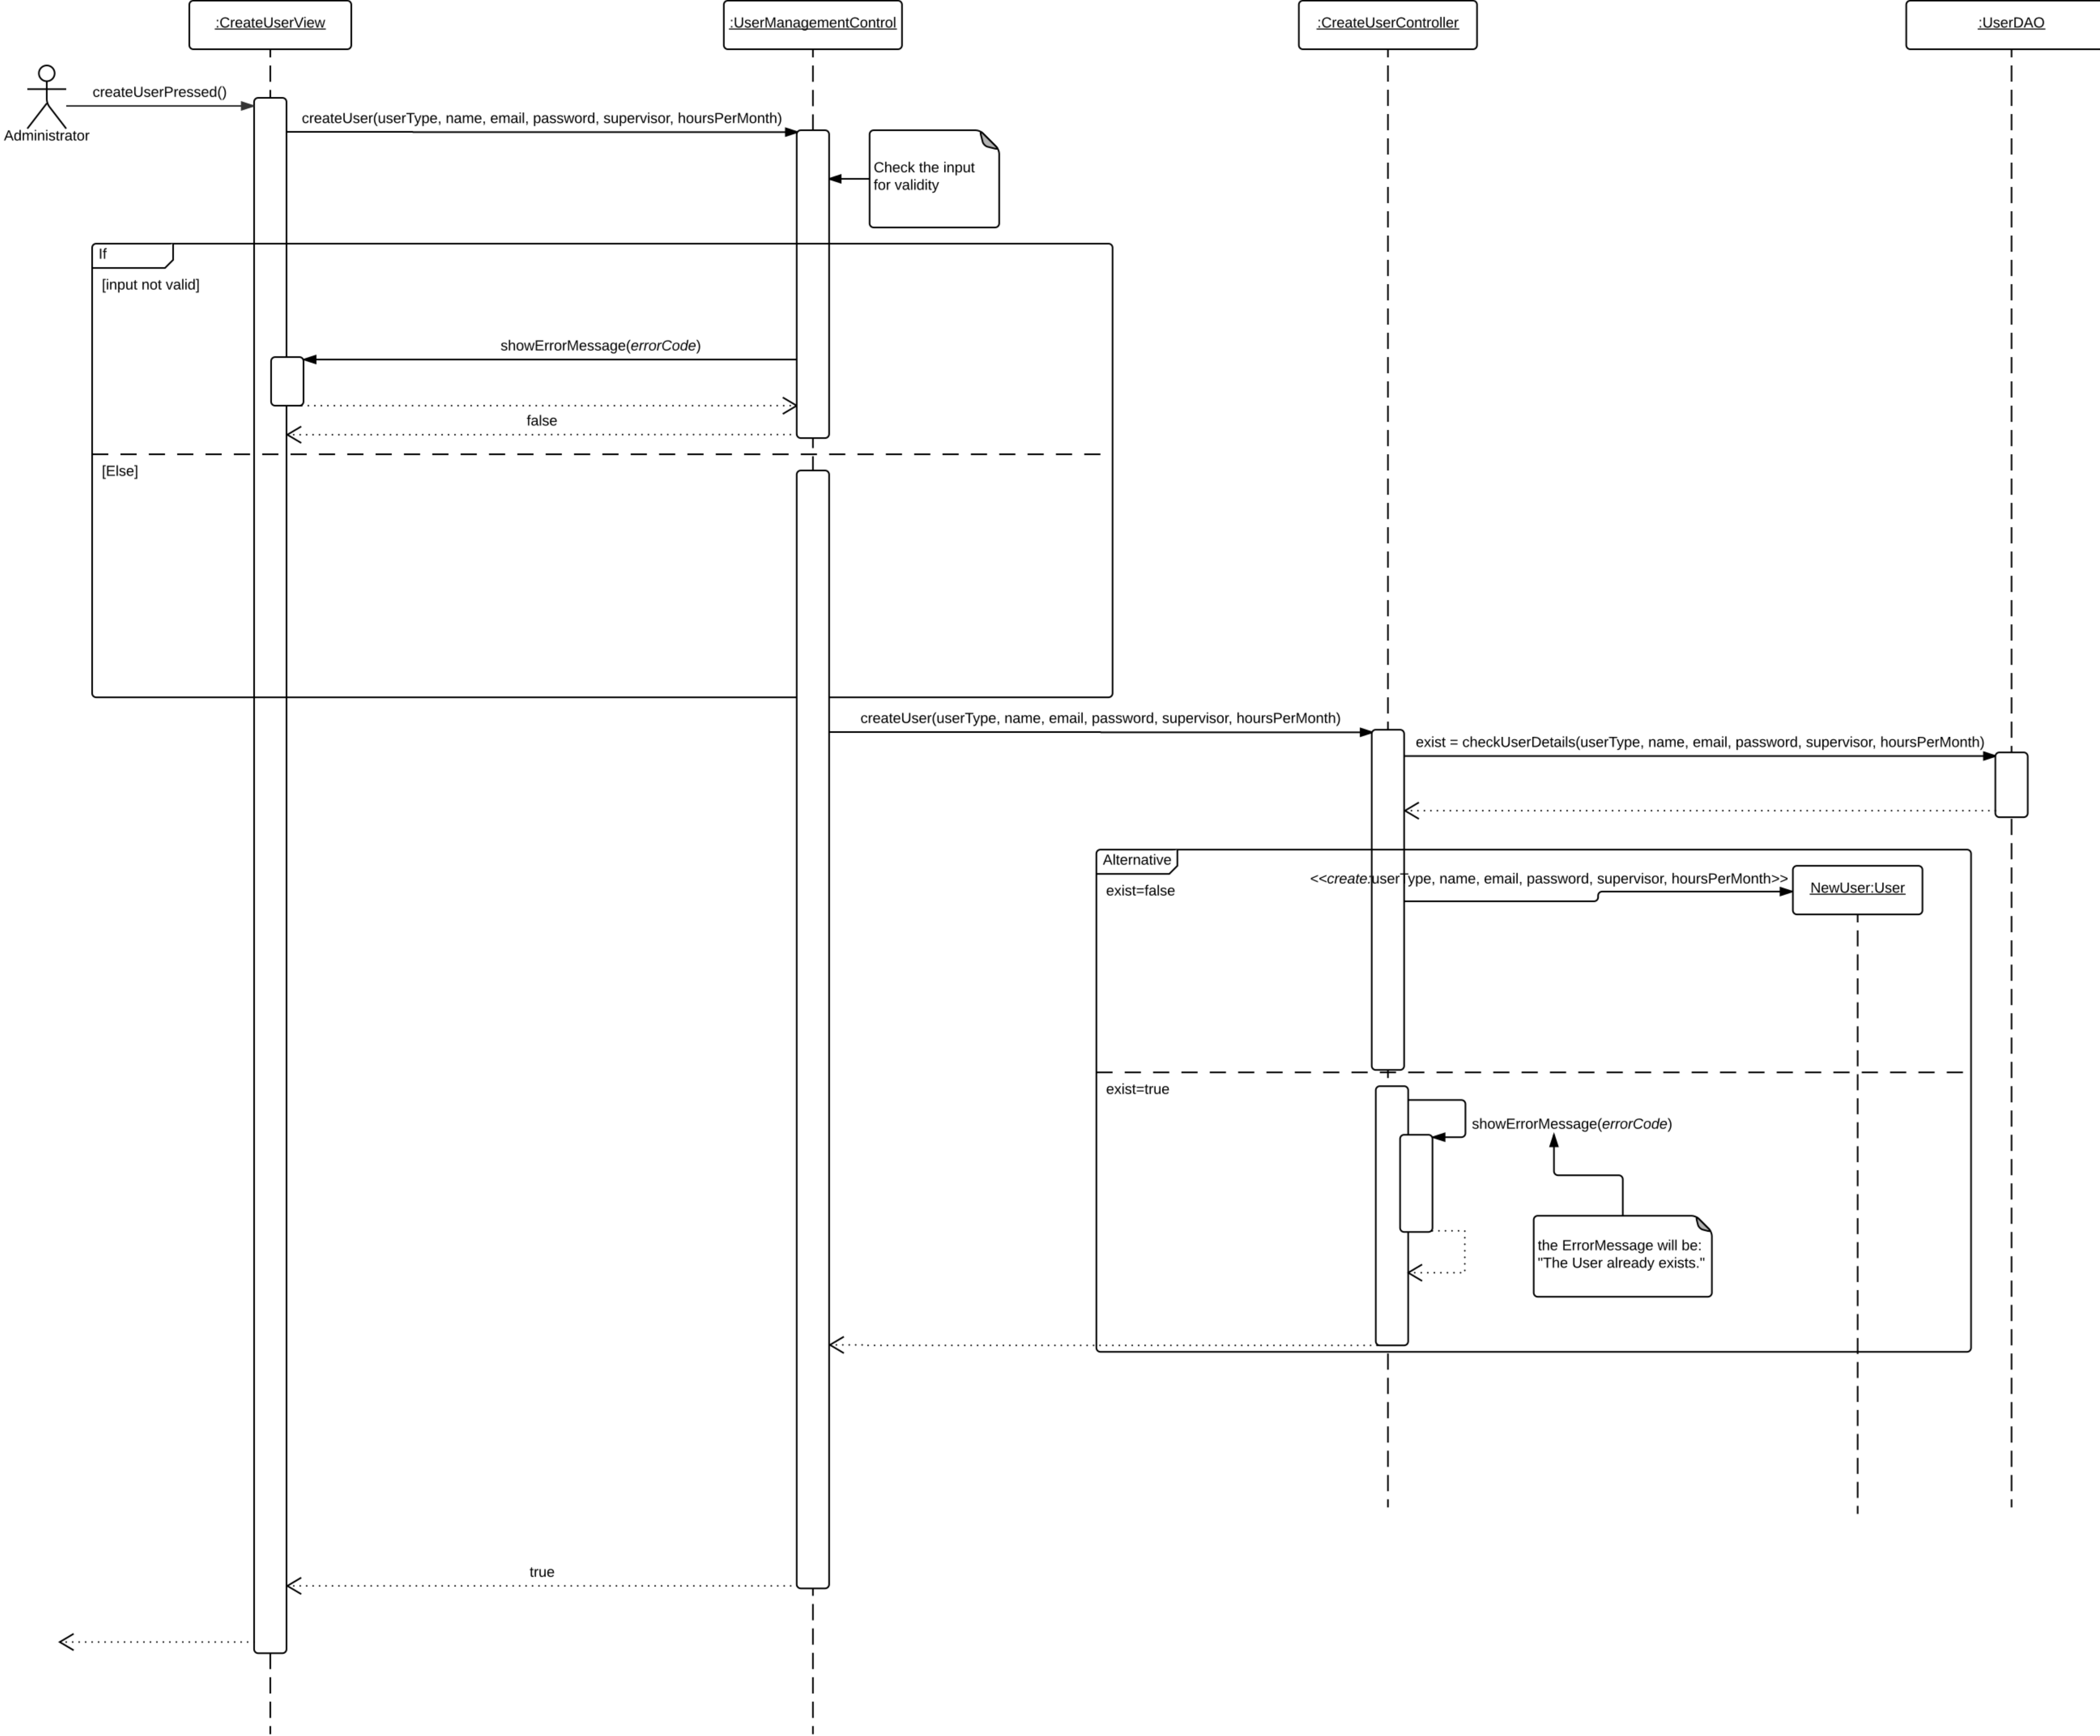 :CreateUserView
:UserManagementControl
:CreateUserController
:UserDAO
createUserPressed()
Administrator
createUser(userType, name, email, password, supervisor, hoursPerMonth)
Check the input
for validity
If
[input not valid]
showErrorMessage(errorCode)
false
[Else]
createUser(userType, name, email, password, supervisor, hoursPerMonth)
exist = checkUserDetails(userType, name, email, password, supervisor, hoursPerMonth)
Alternative
exist=false
<<create:userType, name, email, password, supervisor, hoursPerMonth>>
NewUser:User
exist=true
showErrorMessage(errorCode)
the ErrorMessage will be:
"The User already exists."
true